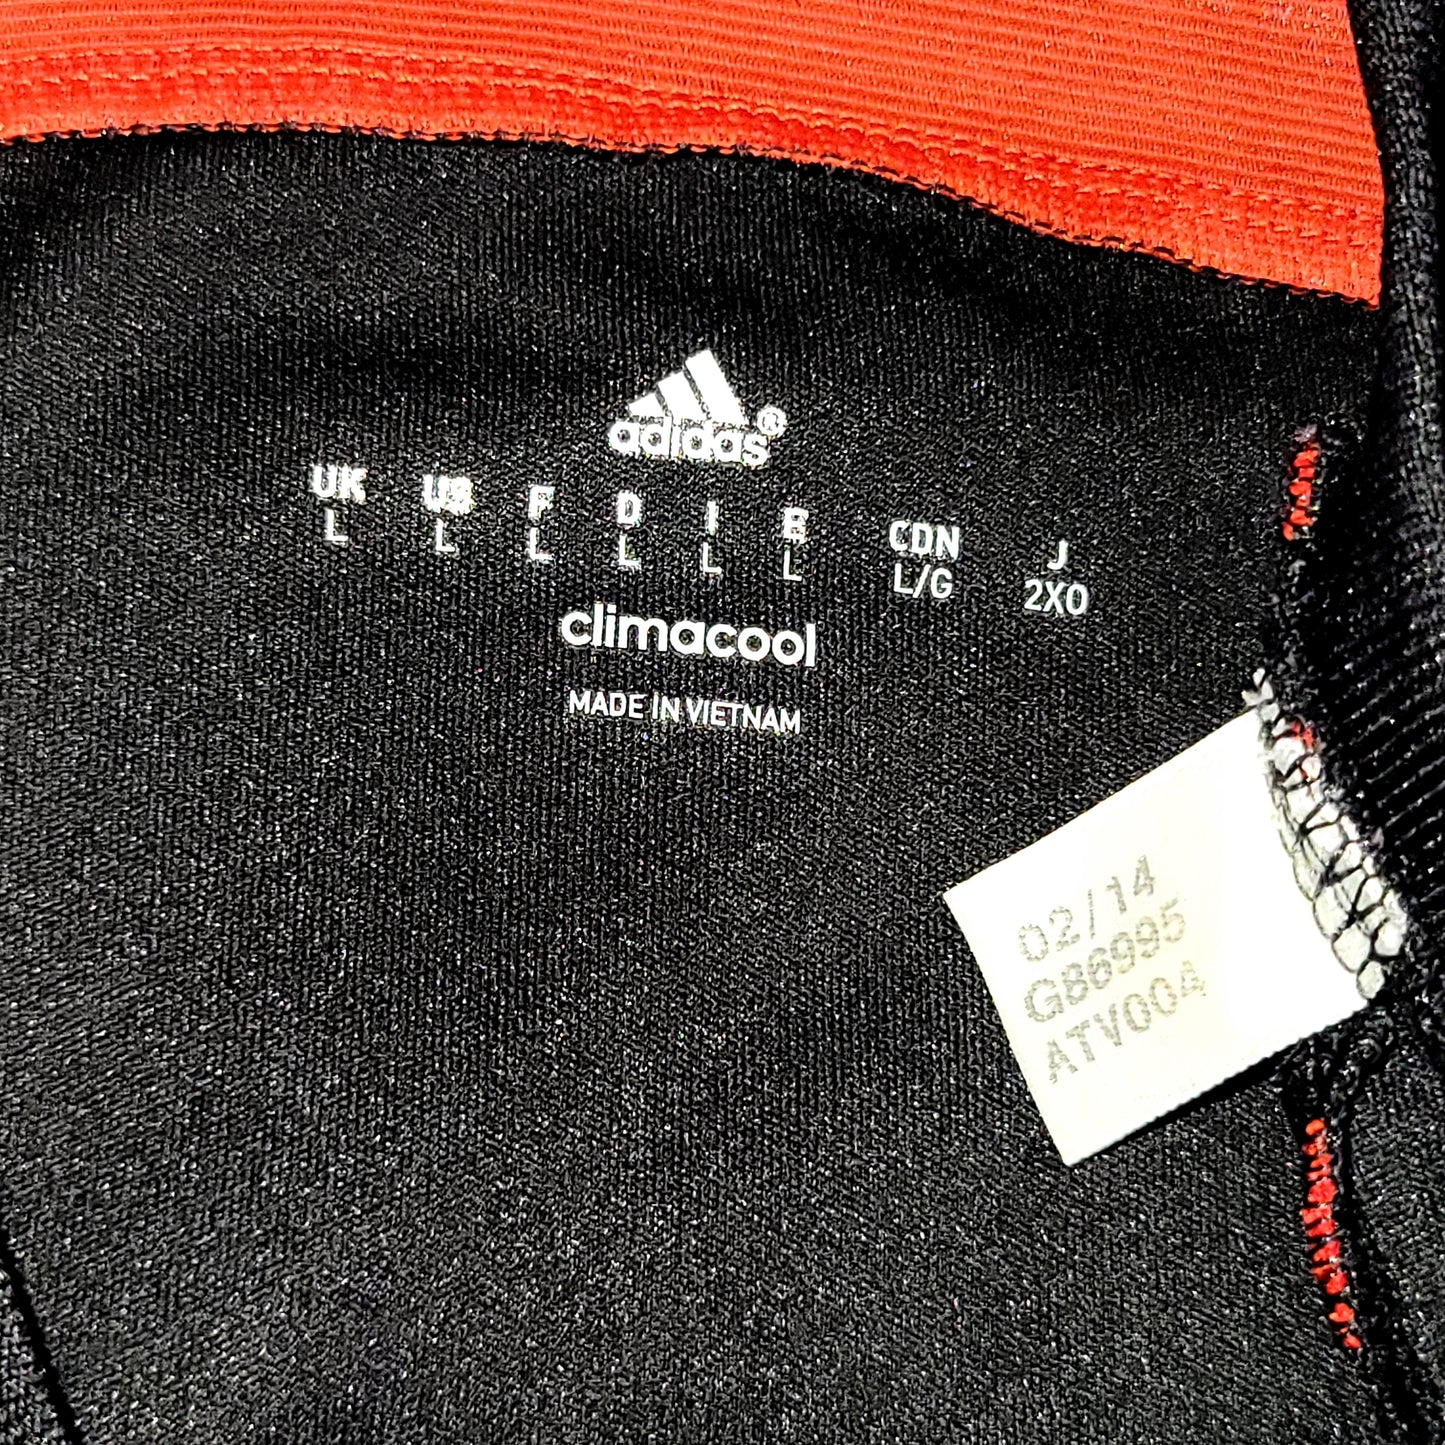 adidas®
UK US F D I E CDN J
L L L L L L L/G 2XO
climacool
MADE IN VIETNAM
02/14
G86995
ATV004